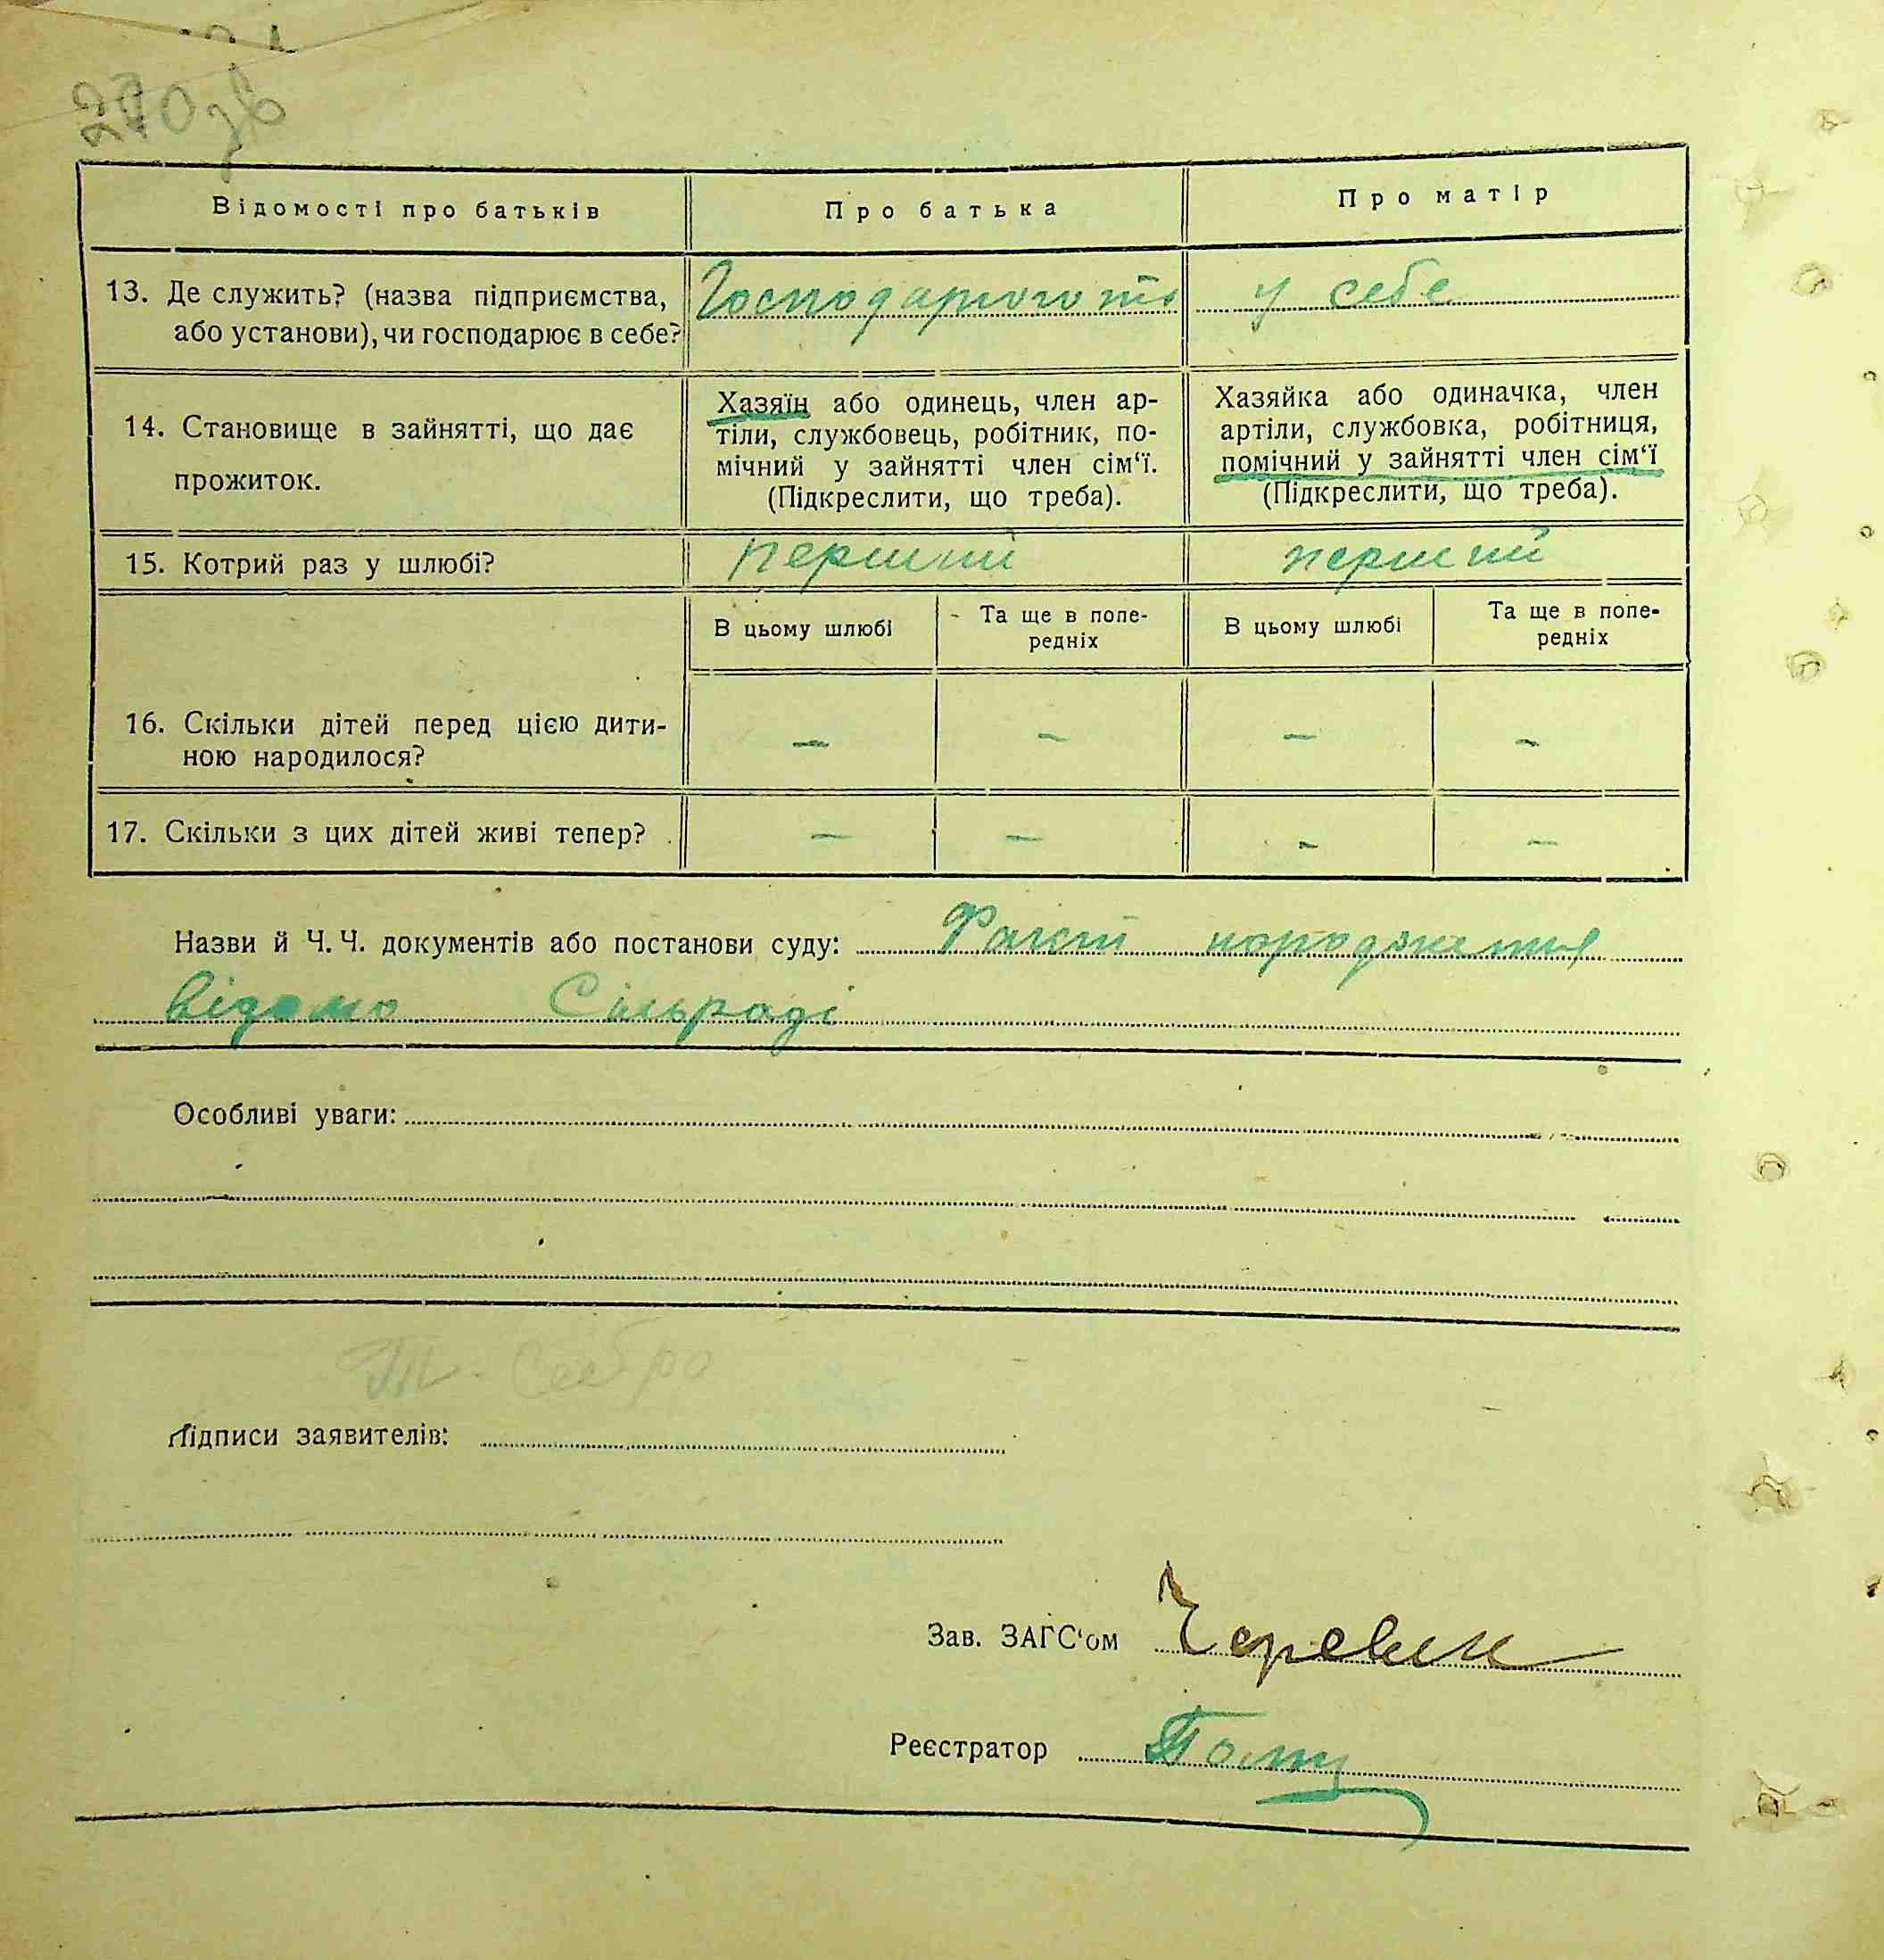 270зв
Відомості про батьків
Про батька
Про матір
13. Де служить? (назва підприємства,
або установи), чи господарює в себе?
Господарюють
у себе
14. Становище в зайнятті, що дає
прожиток.
Хазяїн або одинець, член ар-
тіли, службовець, робітник, по-
мічний у зайнятті член сім‘ї.
(Підкреслити, що треба).
Хазяйка або одиначка, член
артіли, службовка, робітниця,
помічний у зайнятті член сім‘ї
(Підкреслити, що треба).
15. Котрий раз у шлюбі?
перший
перший
В цьому шлюбі
Та ще в попе-
редніх
В цьому шлюбі
Та ще в попе-
редніх
16. Скільки дітей перед цією дити-
ною народилося?
— — — —
17. Скільки з цих дітей живі тепер?
— — — —
Назви й Ч. Ч. документів або постанови суду: Факт народження
відомо Сільраді
Особливі уваги:
Підписи заявителів:
Зав. ЗАГС‘ом
Реєстратор